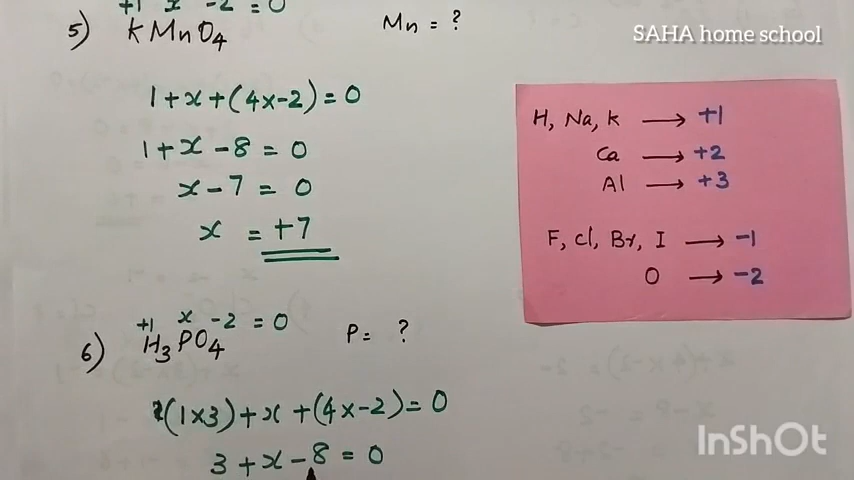 +1 x -2 = 0
5) KMnO₄ Mn = ?
1 + x + (4x-2) = 0
1 + x - 8 = 0
x - 7 = 0
x = +7
+1 x -2 = 0
6) H₃PO₄ P = ?
(1x3) + x + (4x-2) = 0
3 + x - 8 = 0
SAHA home school
H, Na, K → +1
Ca → +2
Al → +3
F, Cl, Br, I → -1
O → -2
InShOt